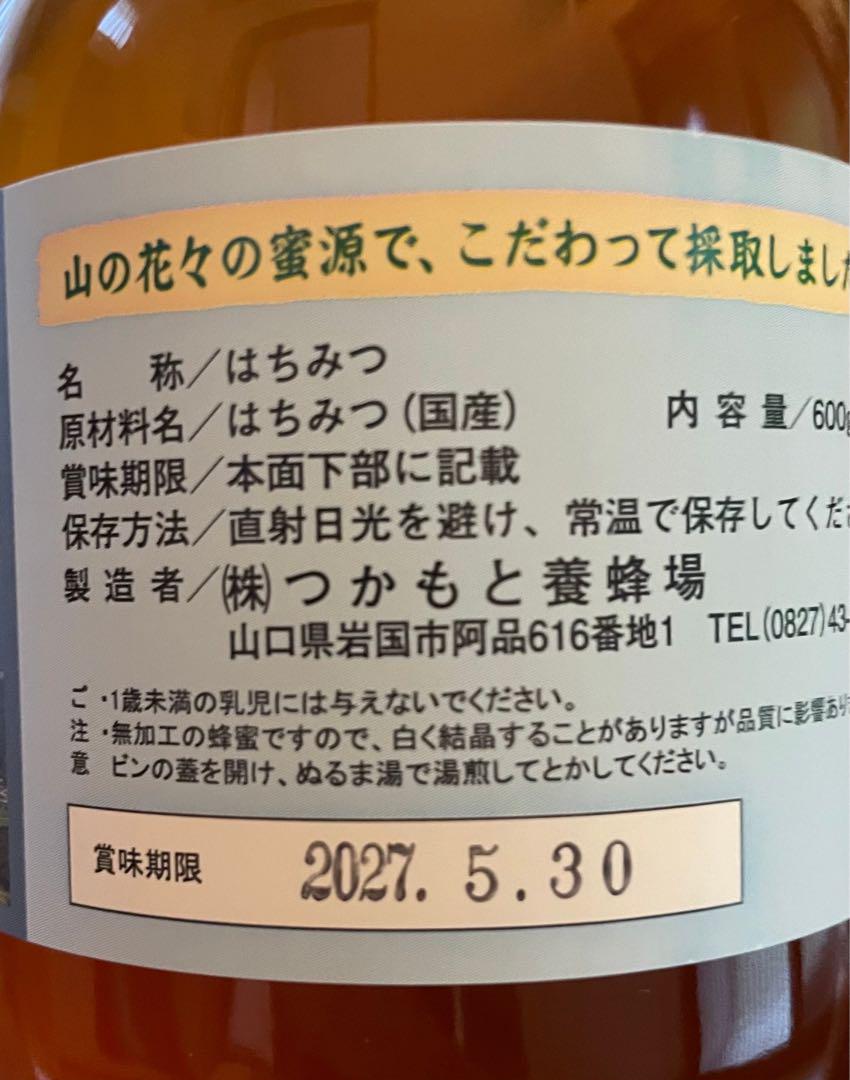 山の花々の蜜源で、こだわって採取しまし
名　称／はちみつ
原材料名／はちみつ（国産）　内容量／600g
賞味期限／本面下部に記載
保存方法／直射日光を避け、常温で保存してくださ
製造者／㈱つかもと養蜂場
山口県岩国市阿品616番地1　TEL(0827)43-
ご注意
・1歳未満の乳児には与えないでください。
・無加工の蜂蜜ですので、白く結晶することがありますが品質に影響あり
ビンの蓋を開け、ぬるま湯で湯煎してとかしてください。
賞味期限　2027. 5.30